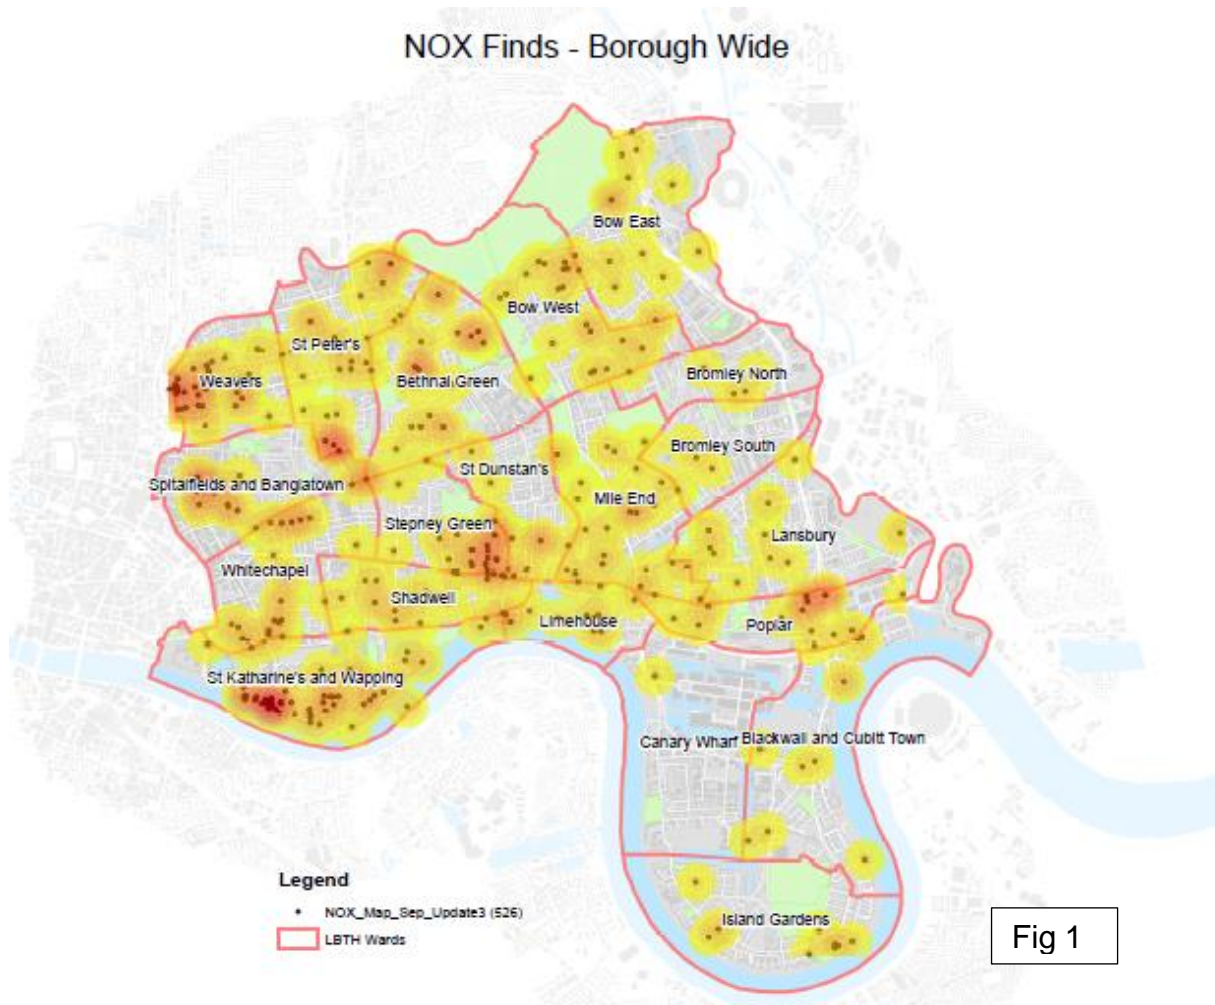 NOX Finds - Borough Wide
Bow East
Bow West
St Peter's
Weavers
Bethnal Green
Bromley North
Bromley South
St Dunstan's
Spitalfields and Banglatown
Mile End
Stepney Green
Lansbury
Whitechapel
Shadwell
Limehouse
Poplar
St Katharine's and Wapping
Canary Wharf
Blackwall and Cubitt Town
Island Gardens
Legend
NOX_Map_Sep_Update3 (526)
LBTH Wards
Fig 1